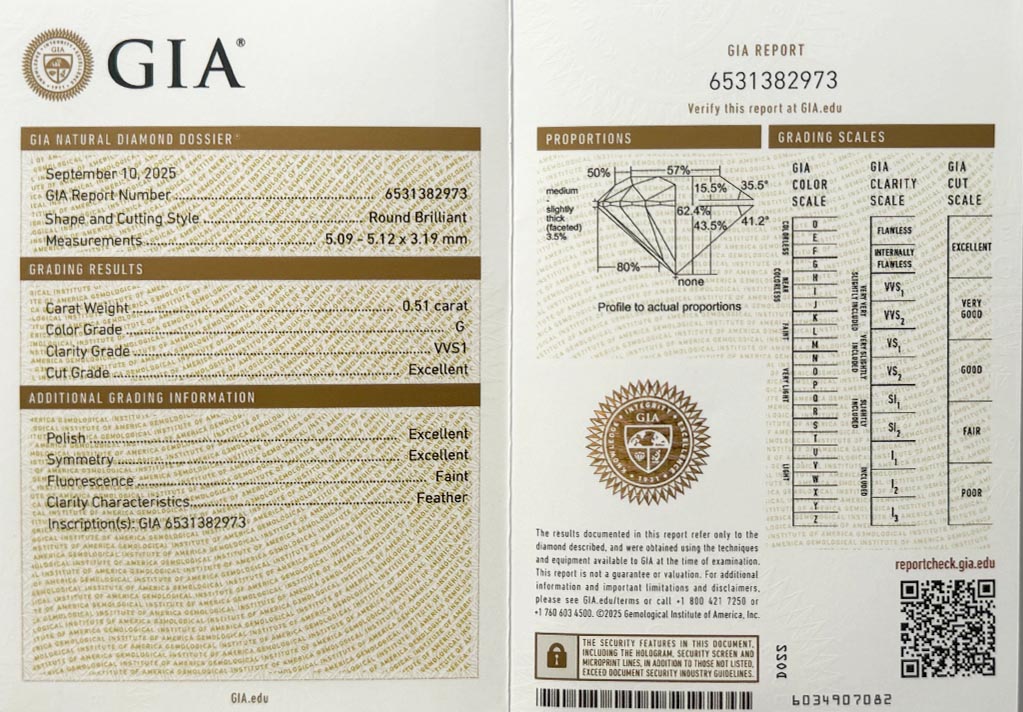 GIA®
GIA NATURAL DIAMOND DOSSIER®
September 10, 2025
GIA Report Number 6531382973
Shape and Cutting Style Round Brilliant
Measurements 5.09 - 5.12 x 3.19 mm
GRADING RESULTS
Carat Weight 0.51 carat
Color Grade G
Clarity Grade VVS1
Cut Grade Excellent
ADDITIONAL GRADING INFORMATION
Polish Excellent
Symmetry Excellent
Fluorescence Faint
Clarity Characteristics Feather
Inscription(s): GIA 6531382973
GIA.edu
GIA REPORT
6531382973
Verify this report at GIA.edu
PROPORTIONS
50%
57%
medium
15.5%
35.5°
slightly
thick
(faceted)
3.5%
62.4%
43.5%
41.2°
80%
none
Profile to actual proportions
GRADING SCALES
GIA
COLOR
SCALE
COLORLESS
D
E
F
NEAR
COLORLESS
G
H
I
J
FAINT
K
L
M
VERY LIGHT
N
O
P
Q
R
LIGHT
S
T
U
V
W
X
Y
Z
GIA
CLARITY
SCALE
FLAWLESS
INTERNALLY
FLAWLESS
VERY VERY
SLIGHTLY INCLUDED
VVS1
VVS2
VERY SLIGHTLY
INCLUDED
VS1
VS2
SLIGHTLY
INCLUDED
SI1
SI2
INCLUDED
I1
I2
I3
GIA
CUT
SCALE
EXCELLENT
VERY
GOOD
GOOD
FAIR
POOR
KNOWLEDGE INTEGRITY EXCELLENCE
GIA
1931
The results documented in this report refer only to the
diamond described, and were obtained using the techniques
and equipment available to GIA at the time of examination.
This report is not a guarantee or valuation. For additional
information and important limitations and disclaimers,
please see GIA.edu/terms or call +1 800 421 7250 or
+1 760 603 4500. ©2025 Gemological Institute of America, Inc.
THE SECURITY FEATURES IN THIS DOCUMENT,
INCLUDING THE HOLOGRAM, SECURITY SCREEN AND
MICROPRINT LINES, IN ADDITION TO THOSE NOT LISTED,
EXCEED DOCUMENT SECURITY INDUSTRY GUIDELINES.
reportcheck.gia.edu
6034907082